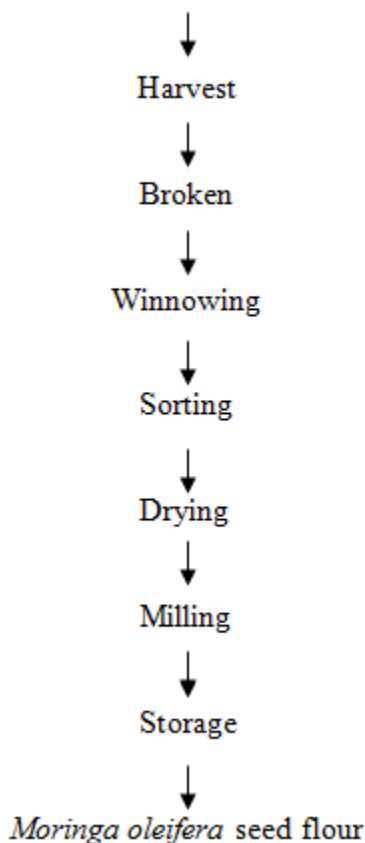 Harvest
Broken
Winnowing
Sorting
Drying
Milling
Storage
Moringa oleifera seed flour